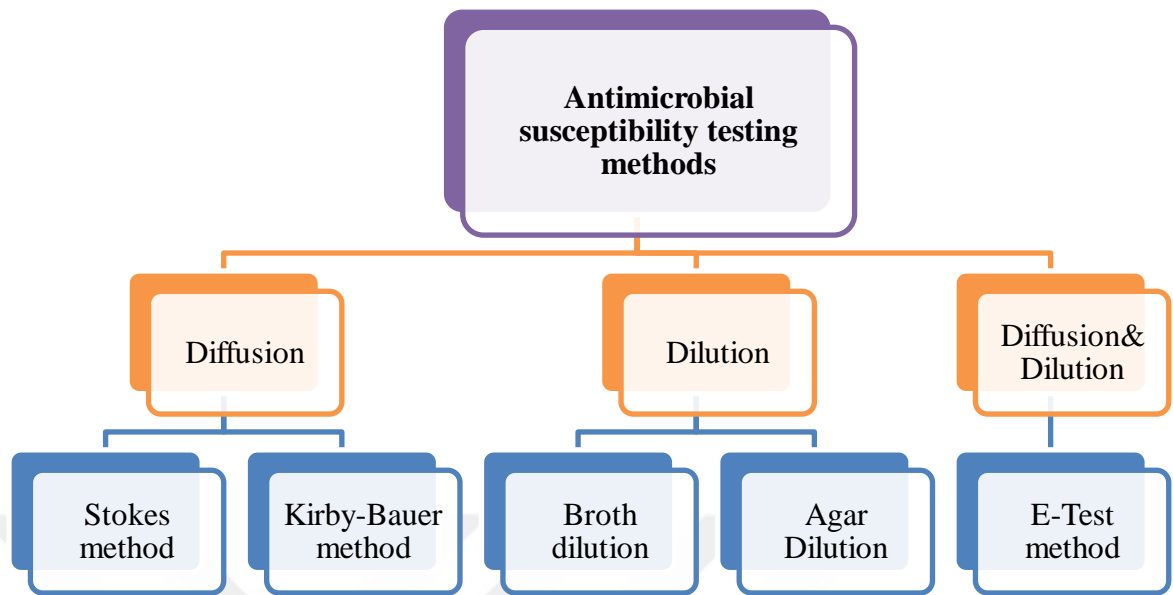 Antimicrobial
susceptibility testing
methods
Diffusion
Dilution
Diffusion&
Dilution
Stokes
method
Kirby-Bauer
method
Broth
dilution
Agar
Dilution
E-Test
method